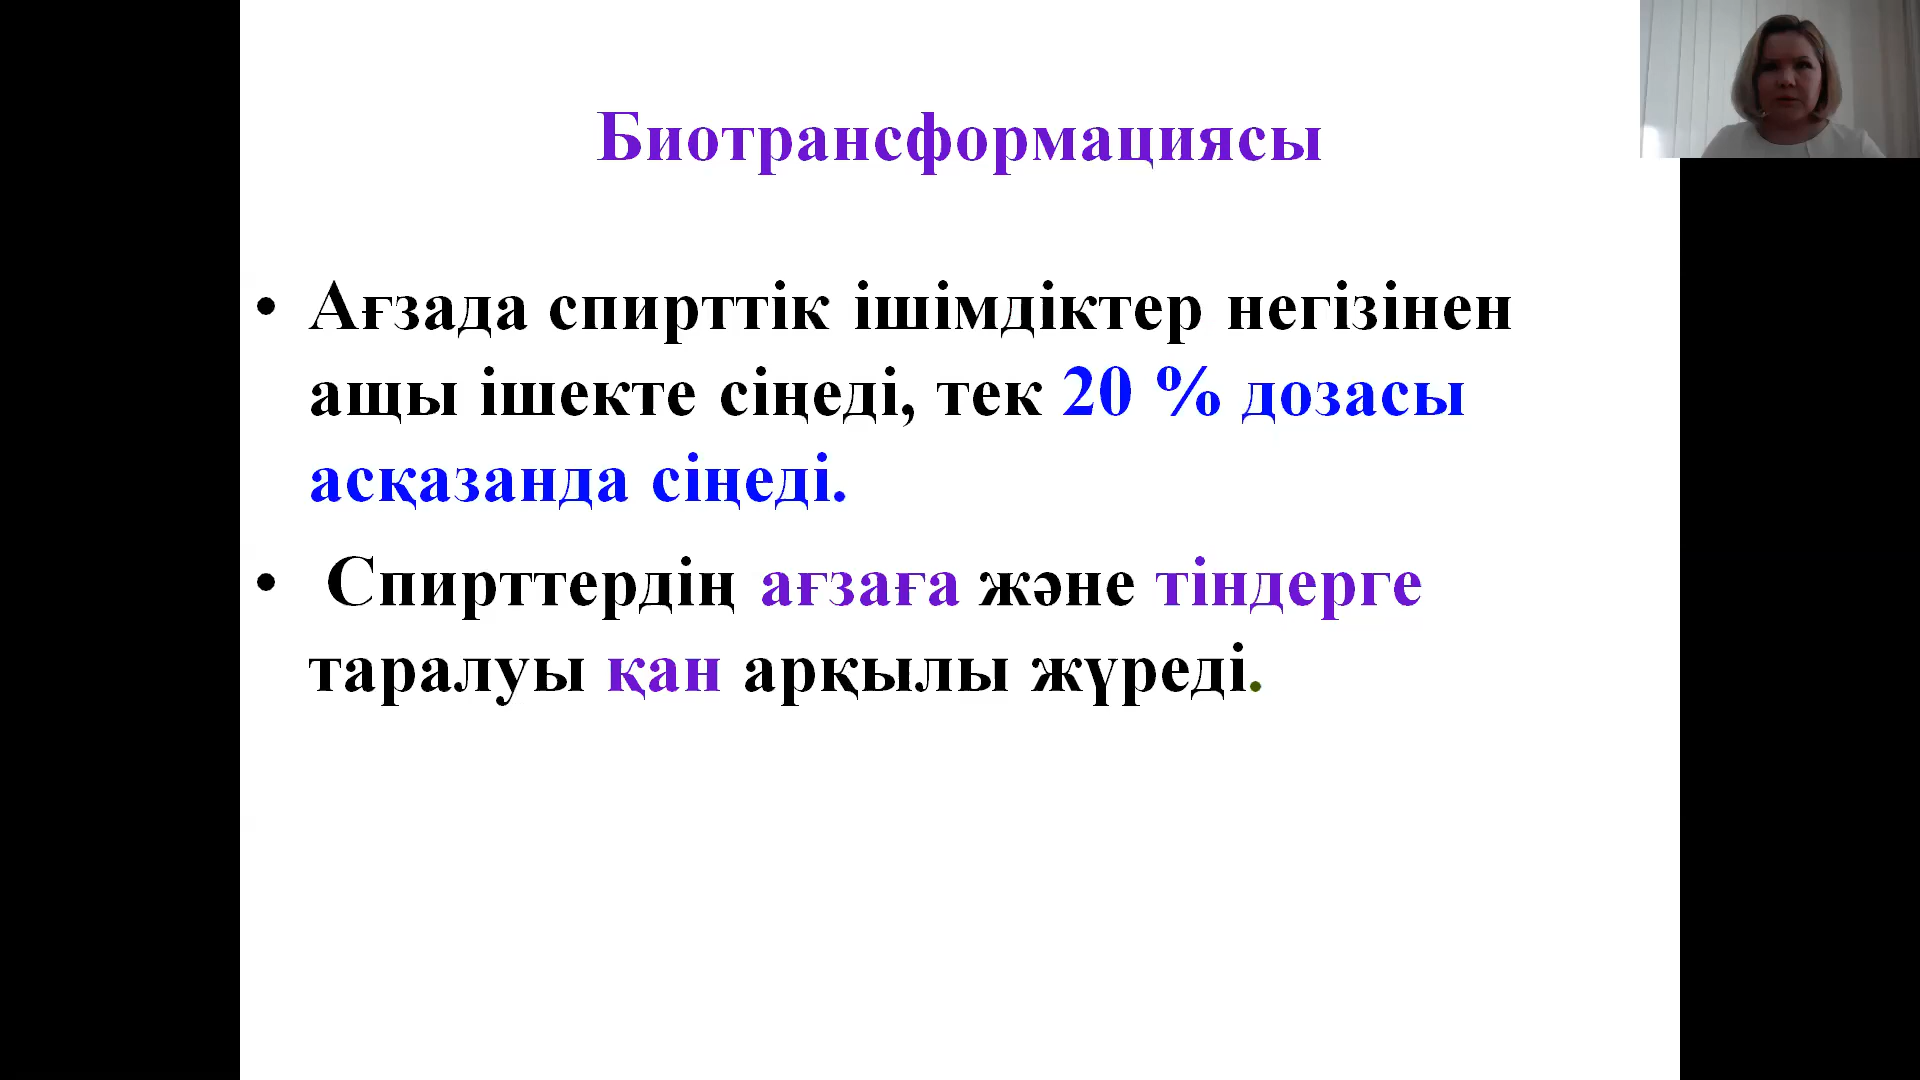 Биотрансформациясы
• Ағзада спирттік ішімдіктер негізінен
ащы ішекте сіңеді, тек 20 % дозасы
асқазанда сіңеді.
• Спирттердің ағзаға және тіндерге
таралуы қан арқылы жүреді.